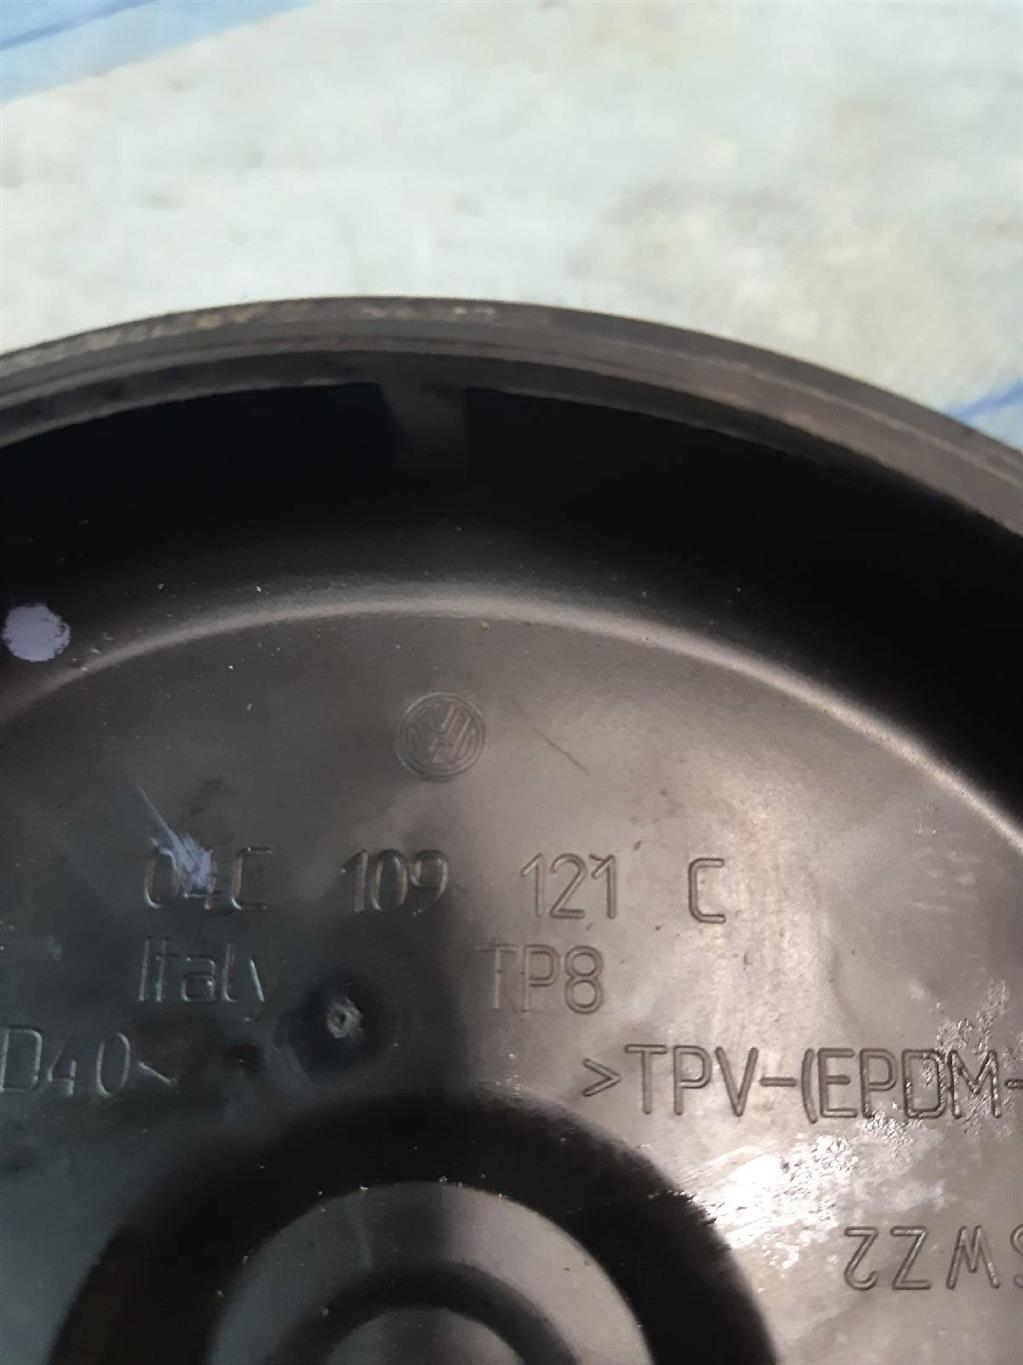 04C 109 121 C
Italy TP8
D40<
>TPV-(EPDM-